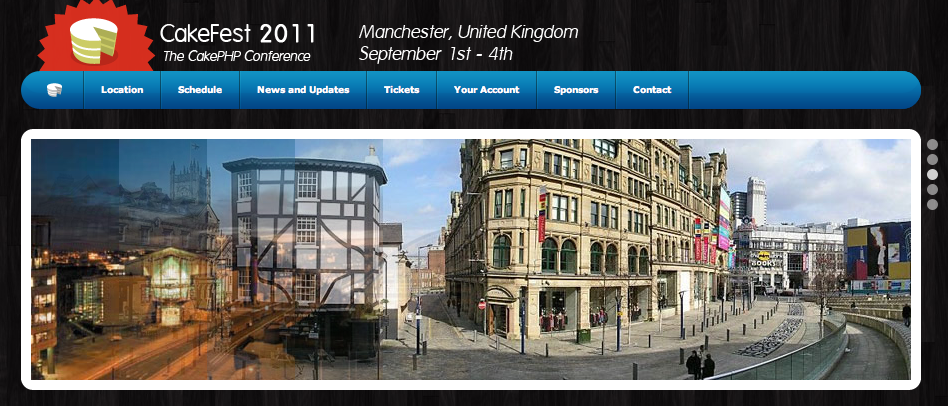 CakeFest 2011
The CakePHP Conference
Manchester, United Kingdom
September 1st - 4th
Location
Schedule
News and Updates
Tickets
Your Account
Sponsors
Contact